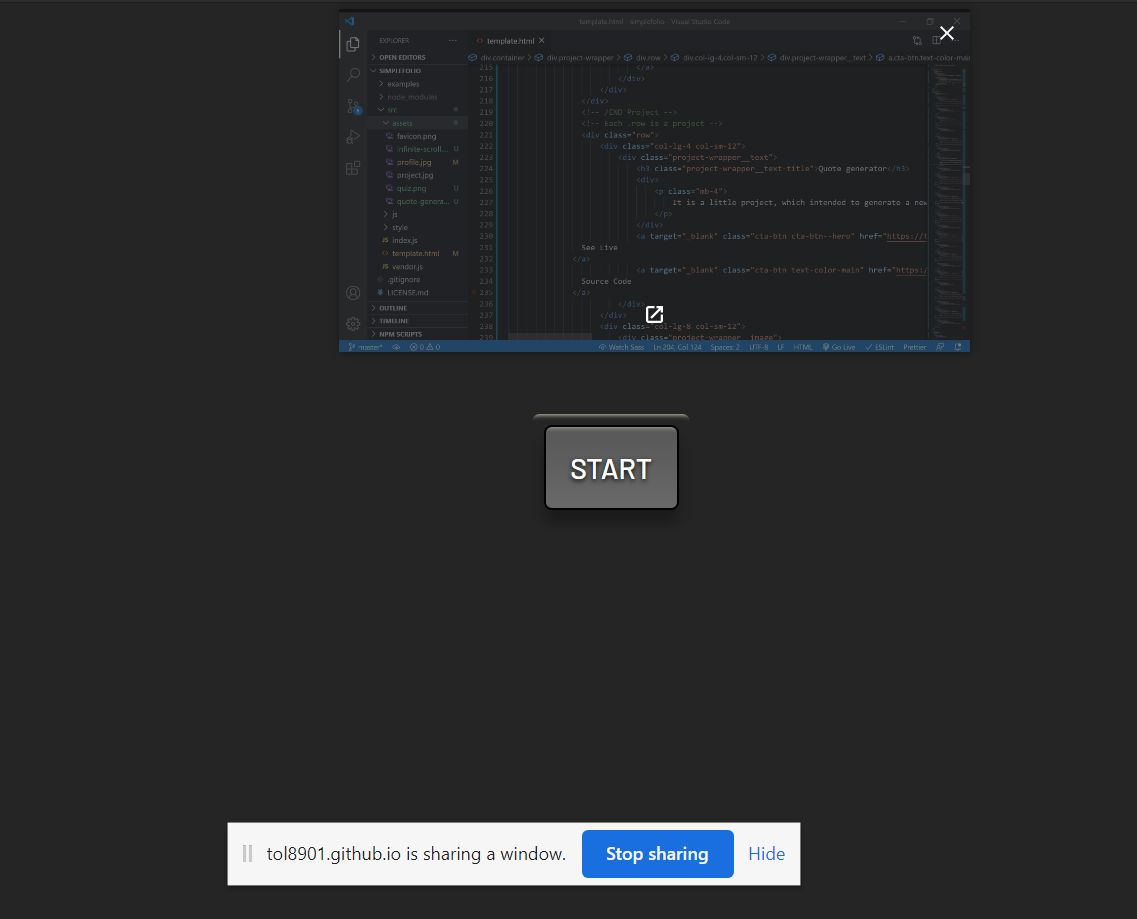 template.html - simplefolio - Visual Studio Code
EXPLORER
template.html
OPEN EDITORS
div.container > div.project-wrapper > div.row > div.col-lg-4.col-sm-12 > div.project-wrapper__text > a.cta-btn.text-color-mai
SIMPLEFOLIO
examples
node_modules
src
assets
favicon.png
infinite-scroll... U
profile.jpg M
project.jpg
quiz.png U
quote-genera... U
js
style
index.js
template.html M
vendor.js
.gitignore
LICENSE.md
OUTLINE
TIMELINE
NPM SCRIPTS
215 </a>
216 </div>
217 </div>
218 </div>
219 <!-- /END Project -->
220 <!-- Each .row is a project -->
221 <div class="row">
222 <div class="col-lg-4 col-sm-12">
223 <div class="project-wrapper__text">
224 <h3 class="project-wrapper__text-title">Quote generator</h3>
225 <div>
226 <p class="mb-4">
227 It is a little project, which intended to generate a new
228 </p>
229 </div>
230 <a target="_blank" class="cta-btn cta-btn--hero" href="https://t
231 See Live
232 </a>
233 <a target="_blank" class="cta-btn text-color-main" href="https:/
234 Source Code
235 </a>
236 </div>
237 </div>
238 <div class="col-lg-8 col-sm-12">
239 <div class="project-wrapper__image">
master* 0 0 Watch Sass Ln 204, Col 124 Spaces: 2 UTF-8 LF HTML Go Live ESLint Prettier
START
tol8901.github.io is sharing a window. Stop sharing Hide